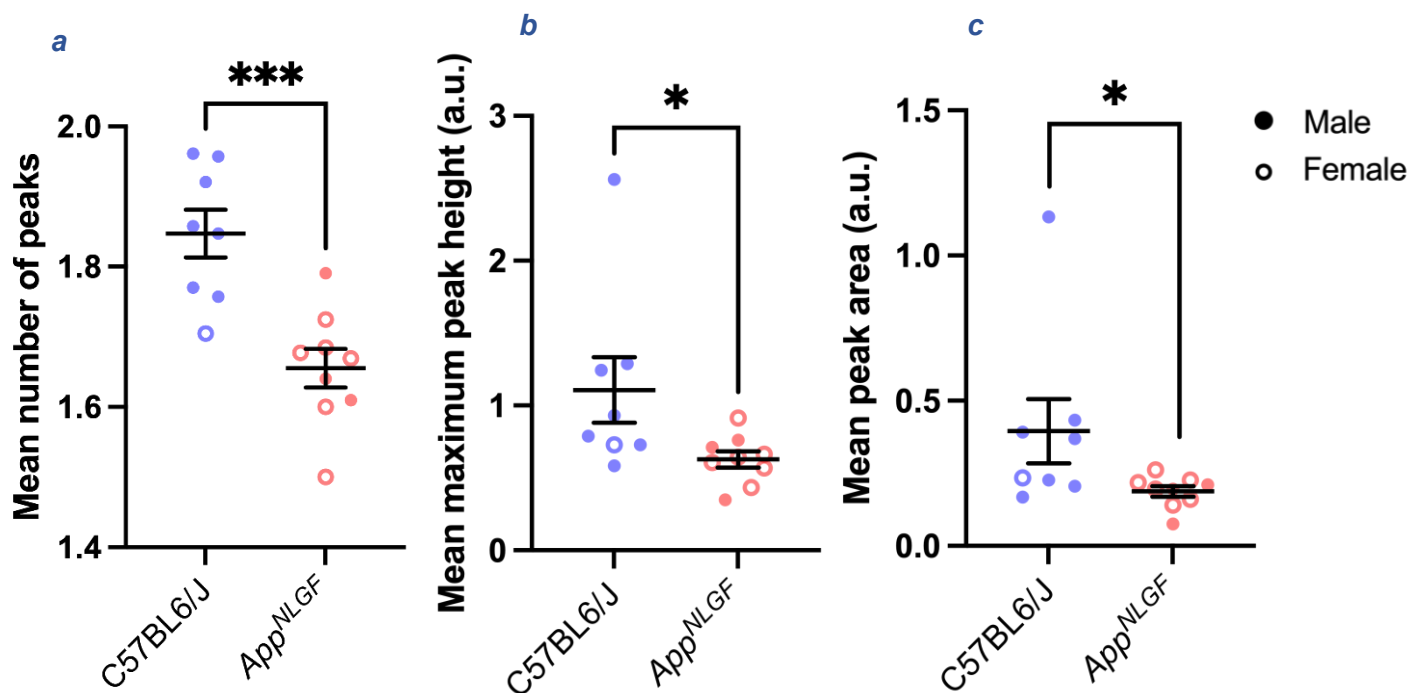 a
***
Mean number of peaks
2.0
1.8
1.6
1.4
C57BL6/J
App^NLGF
b
*
Mean maximum peak height (a.u.)
3
2
1
0
C57BL6/J
App^NLGF
c
*
Mean peak area (a.u.)
1.5
1.0
0.5
0.0
C57BL6/J
App^NLGF
Male
Female